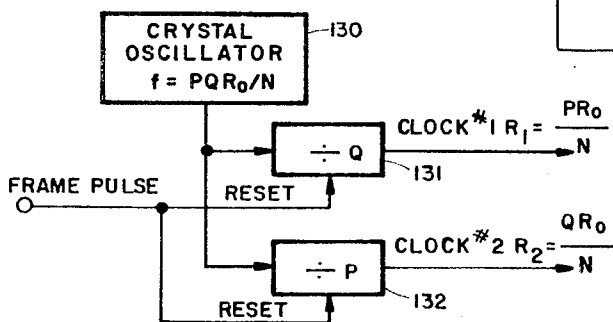 CRYSTAL
OSCILLATOR
f = PQR₀/N
130
÷ Q
131
CLOCK #1 R₁ = PR₀/N
FRAME PULSE
RESET
÷ P
132
CLOCK #2 R₂ = QR₀/N
RESET